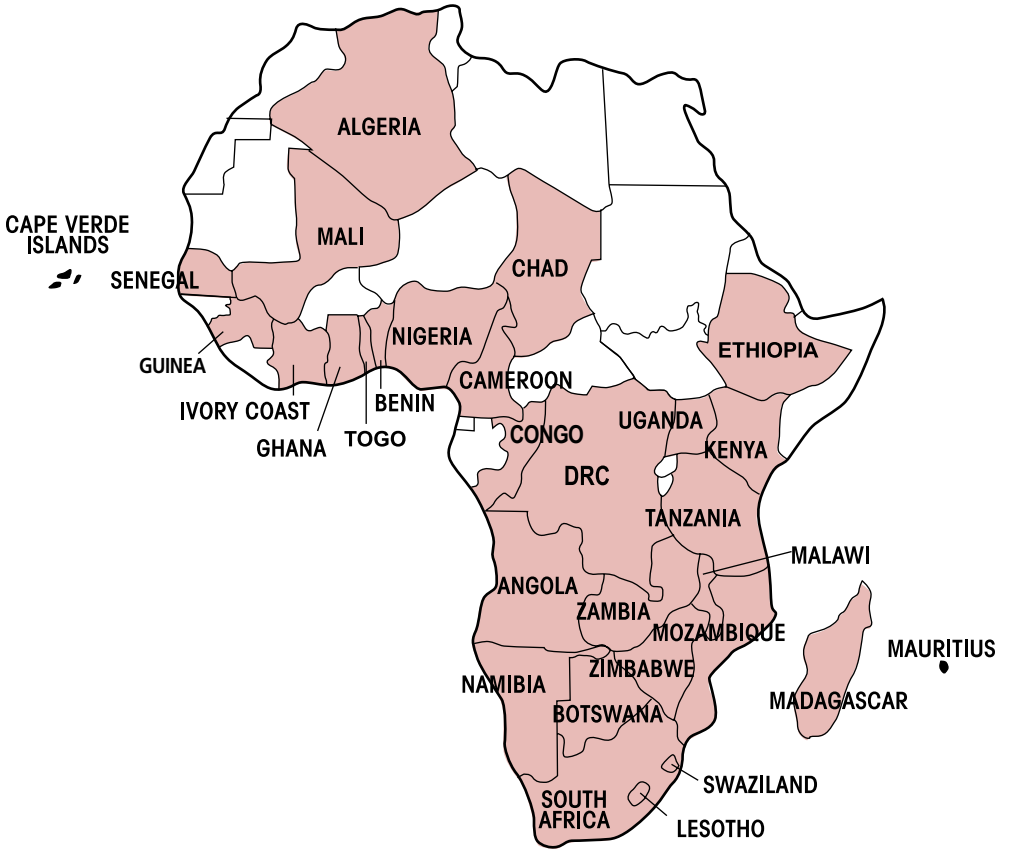 ALGERIA
CAPE VERDE
ISLANDS
MALI
SENEGAL
CHAD
NIGERIA
ETHIOPIA
GUINEA
CAMEROON
IVORY COAST
BENIN
UGANDA
GHANA
TOGO
CONGO
KENYA
DRC
TANZANIA
MALAWI
ANGOLA
ZAMBIA
MOZAMBIQUE
MAURITIUS
ZIMBABWE
NAMIBIA
MADAGASCAR
BOTSWANA
SWAZILAND
SOUTH
AFRICA
LESOTHO